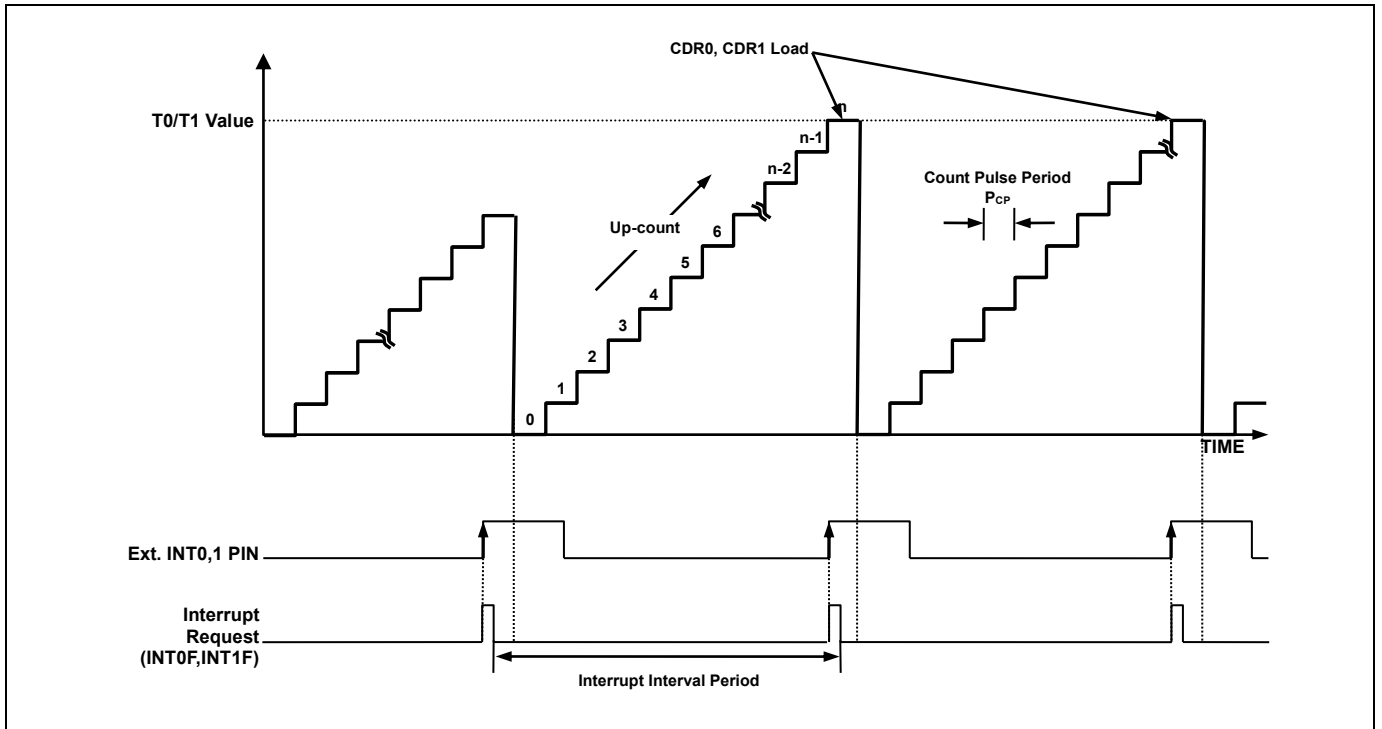 CDR0, CDR1 Load
T0/T1 Value
n
n-1
n-2
Count Pulse Period
PCP
Up-count
6
5
4
3
2
1
0
TIME
Ext. INT0,1 PIN
Interrupt
Request
(INT0F,INT1F)
Interrupt Interval Period